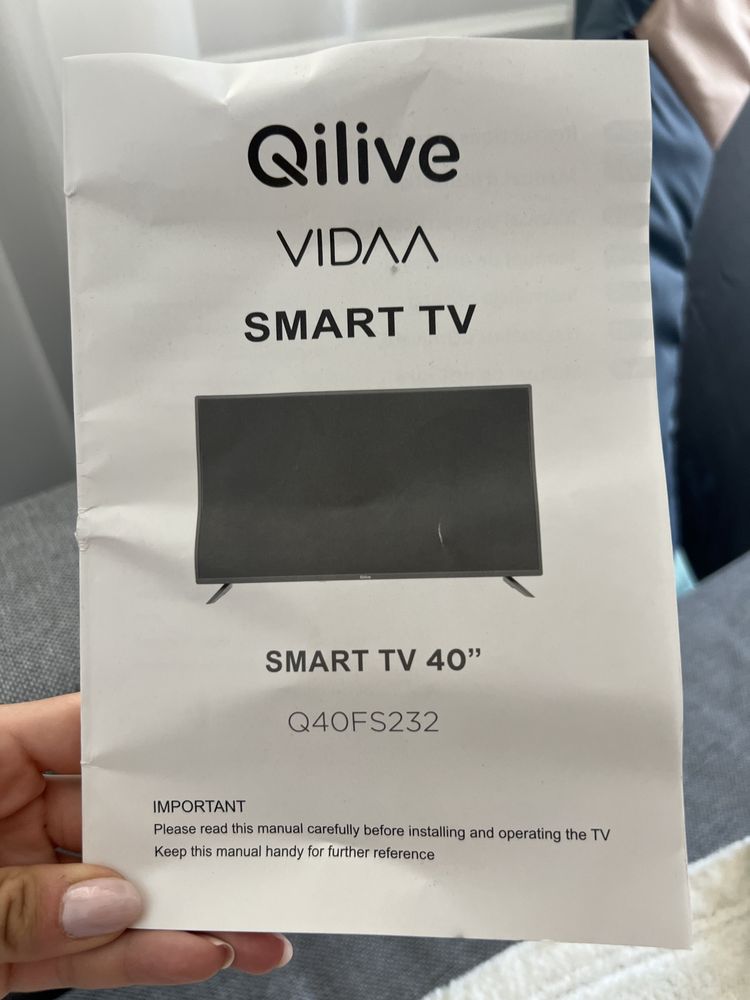 Qilive
VIDAA
SMART TV
Qilive
SMART TV 40”
Q40FS232
IMPORTANT
Please read this manual carefully before installing and operating the TV
Keep this manual handy for further reference